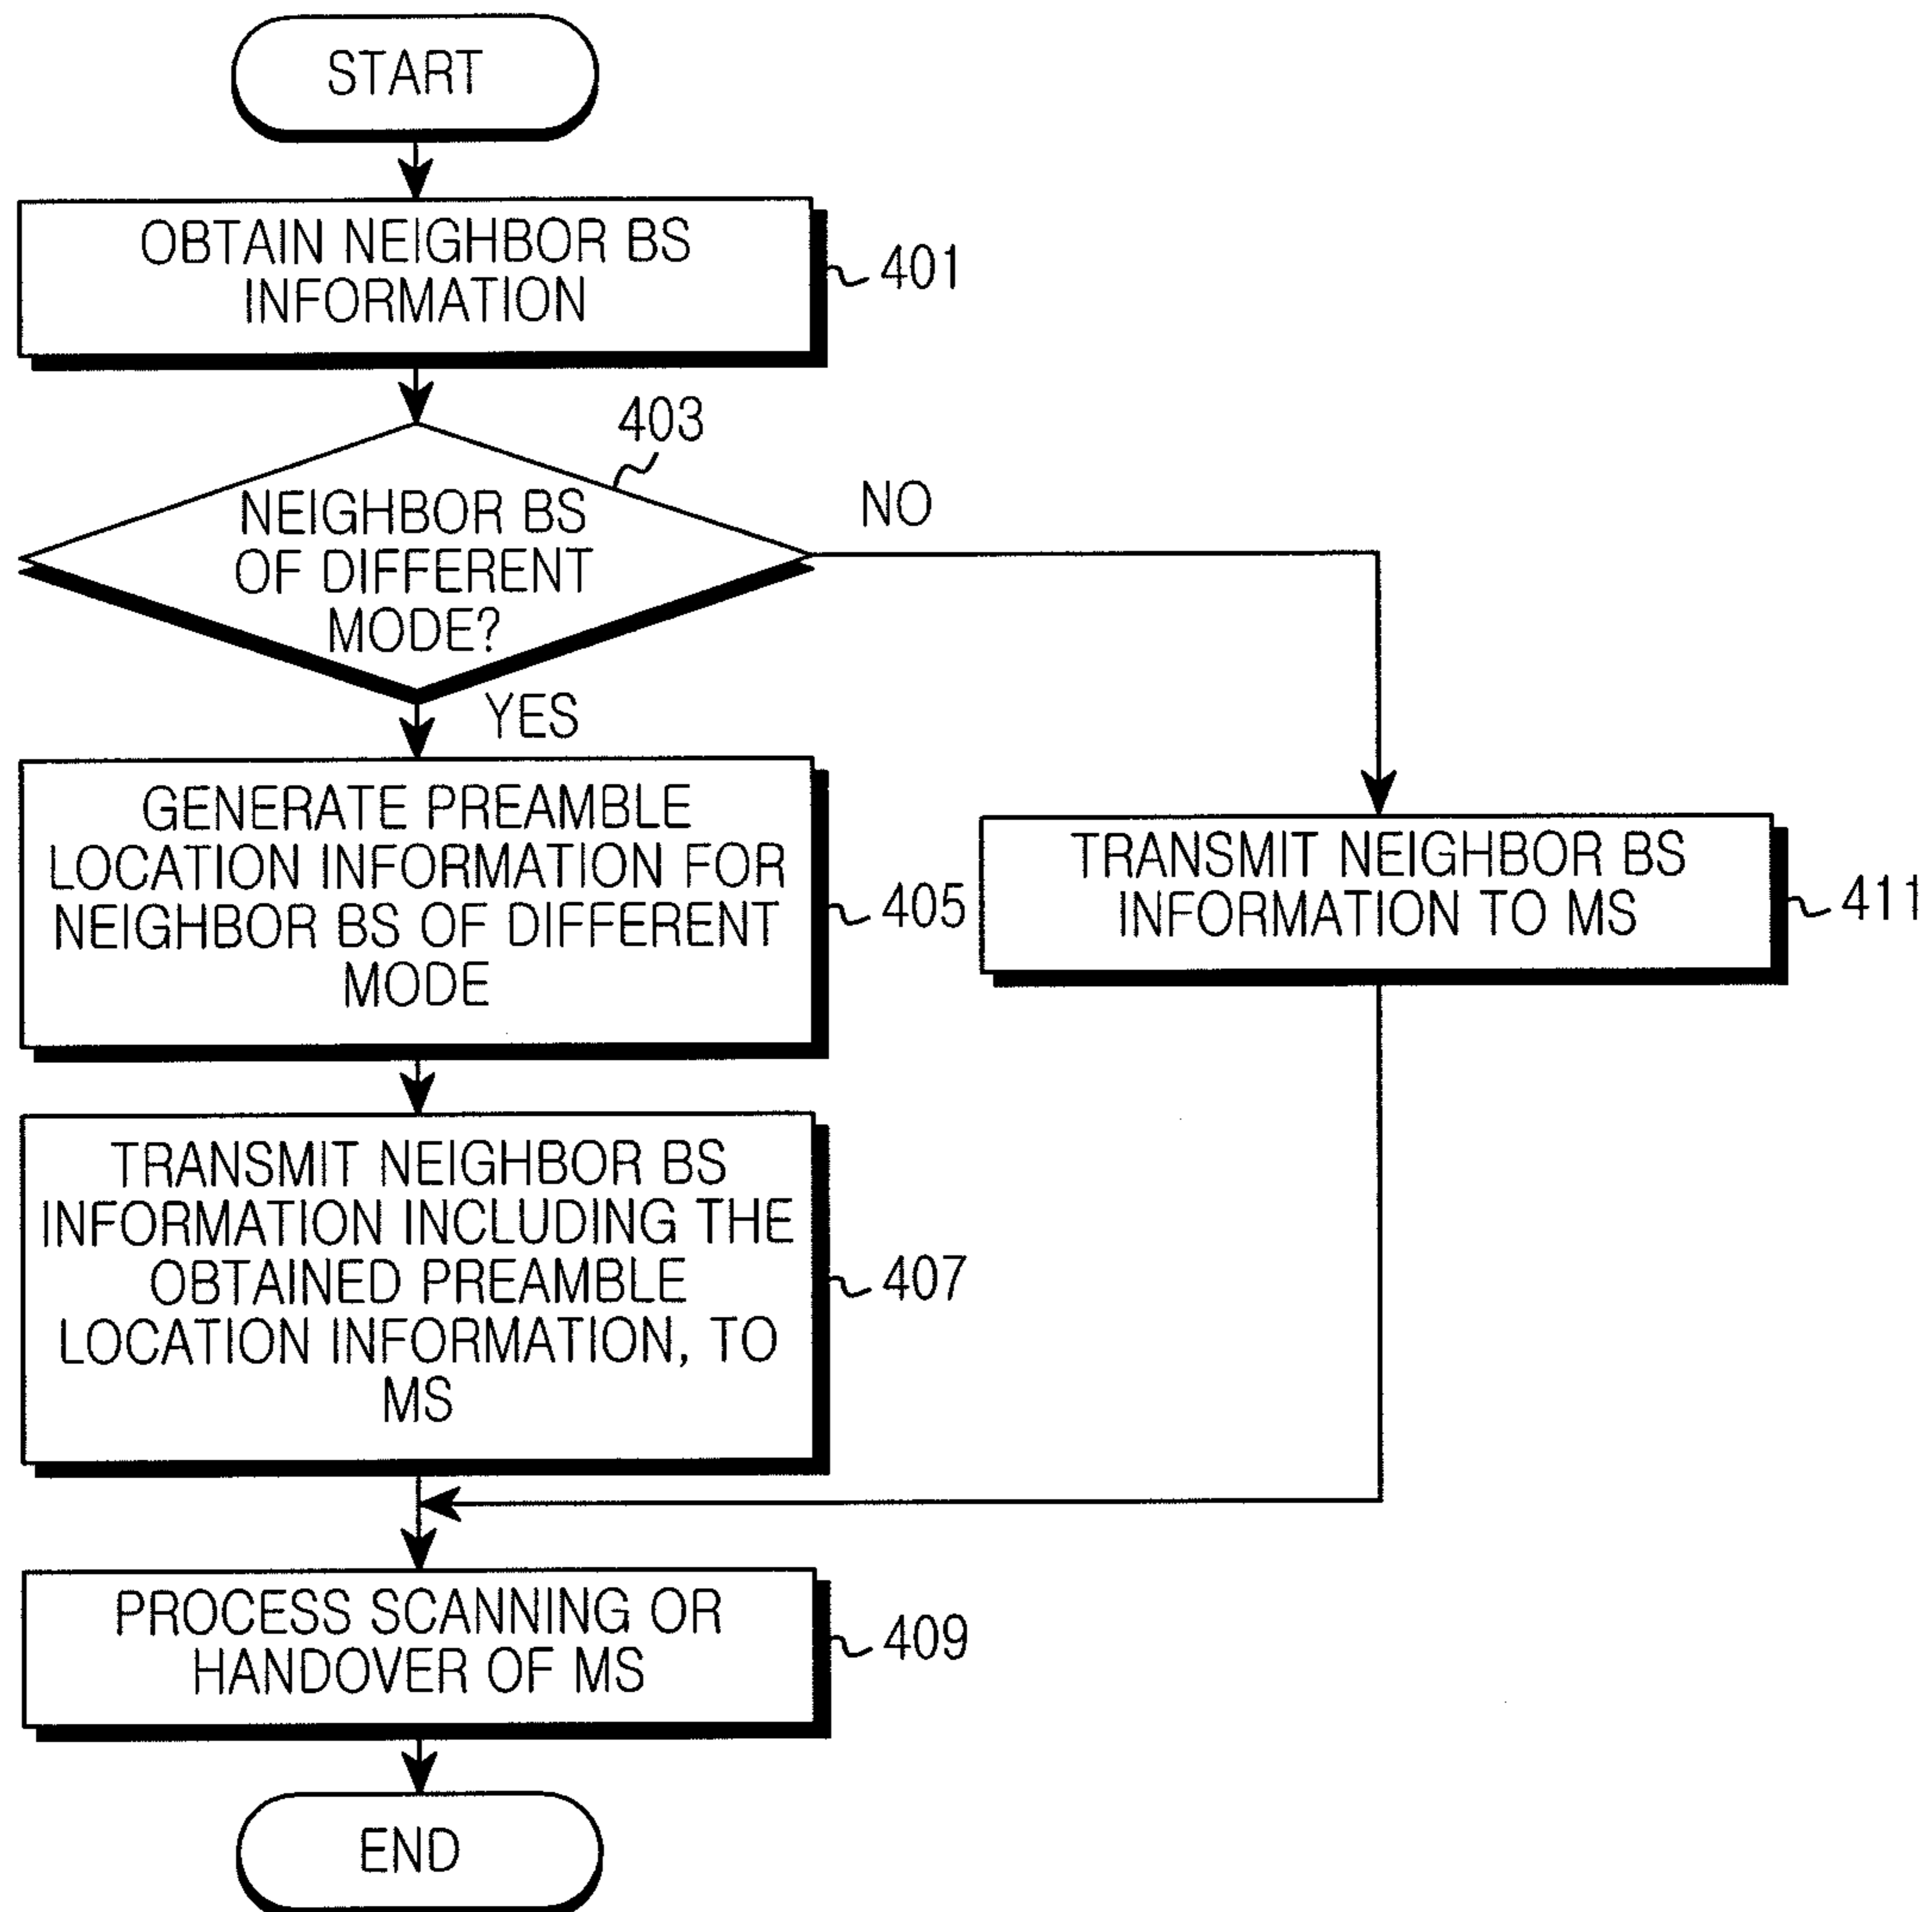 START
OBTAIN NEIGHBOR BS
INFORMATION
401
403
NEIGHBOR BS
OF DIFFERENT
MODE?
NO
YES
GENERATE PREAMBLE
LOCATION INFORMATION FOR
NEIGHBOR BS OF DIFFERENT
MODE
405
TRANSMIT NEIGHBOR BS
INFORMATION TO MS
411
TRANSMIT NEIGHBOR BS
INFORMATION INCLUDING THE
OBTAINED PREAMBLE
LOCATION INFORMATION, TO
MS
407
PROCESS SCANNING OR
HANDOVER OF MS
409
END